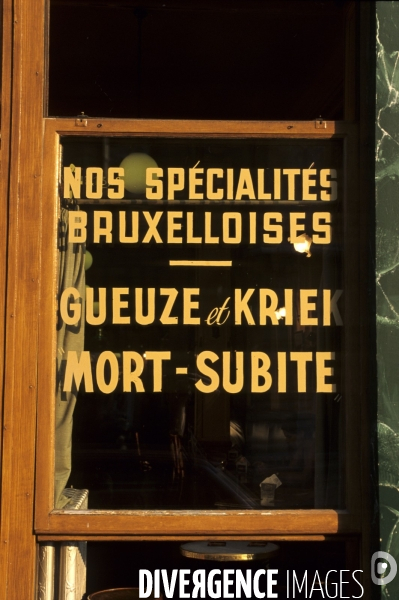 NOS SPÉCIALITÉS
BRUXELLOISES
GUEUZE et KRIEK
MORT-SUBITE
DIVERGENCE IMAGES